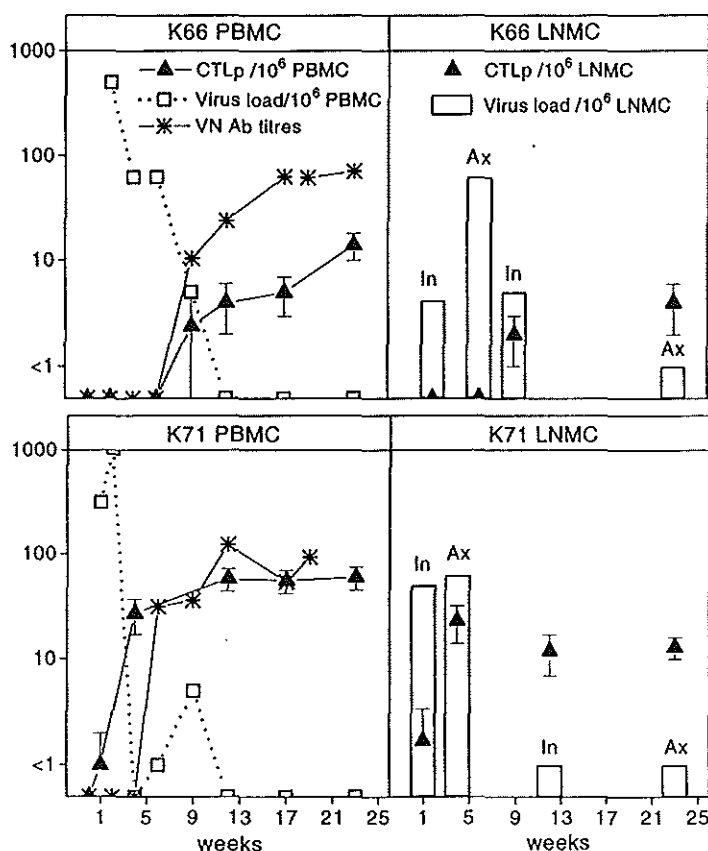 K66 PBMC
K66 LNMC
1000
100
10
<1
CTLp /10⁶ PBMC
Virus load/10⁶ PBMC
VN Ab titres
CTLp /10⁶ LNMC
Virus load /10⁶ LNMC
In
Ax
In
Ax
K71 PBMC
K71 LNMC
1000
100
10
<1
In
Ax
In
Ax
1 5 9 13 17 21 25
1 5 9 13 17 21 25
weeks
weeks